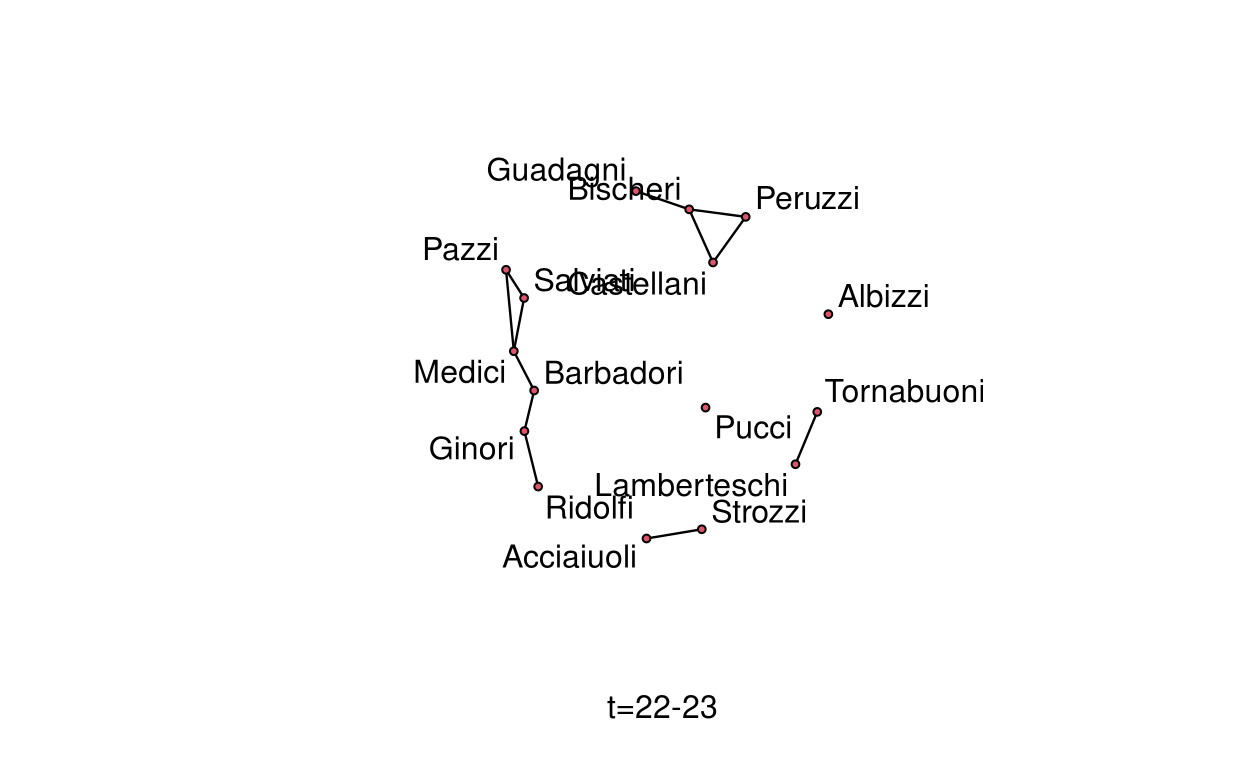 Guadagni
Bischeri
Peruzzi
Pazzi
Salviati
Castellani
Albizzi
Medici
Barbadori
Tornabuoni
Pucci
Ginori
Lamberteschi
Ridolfi
Strozzi
Acciaiuoli
t=22-23